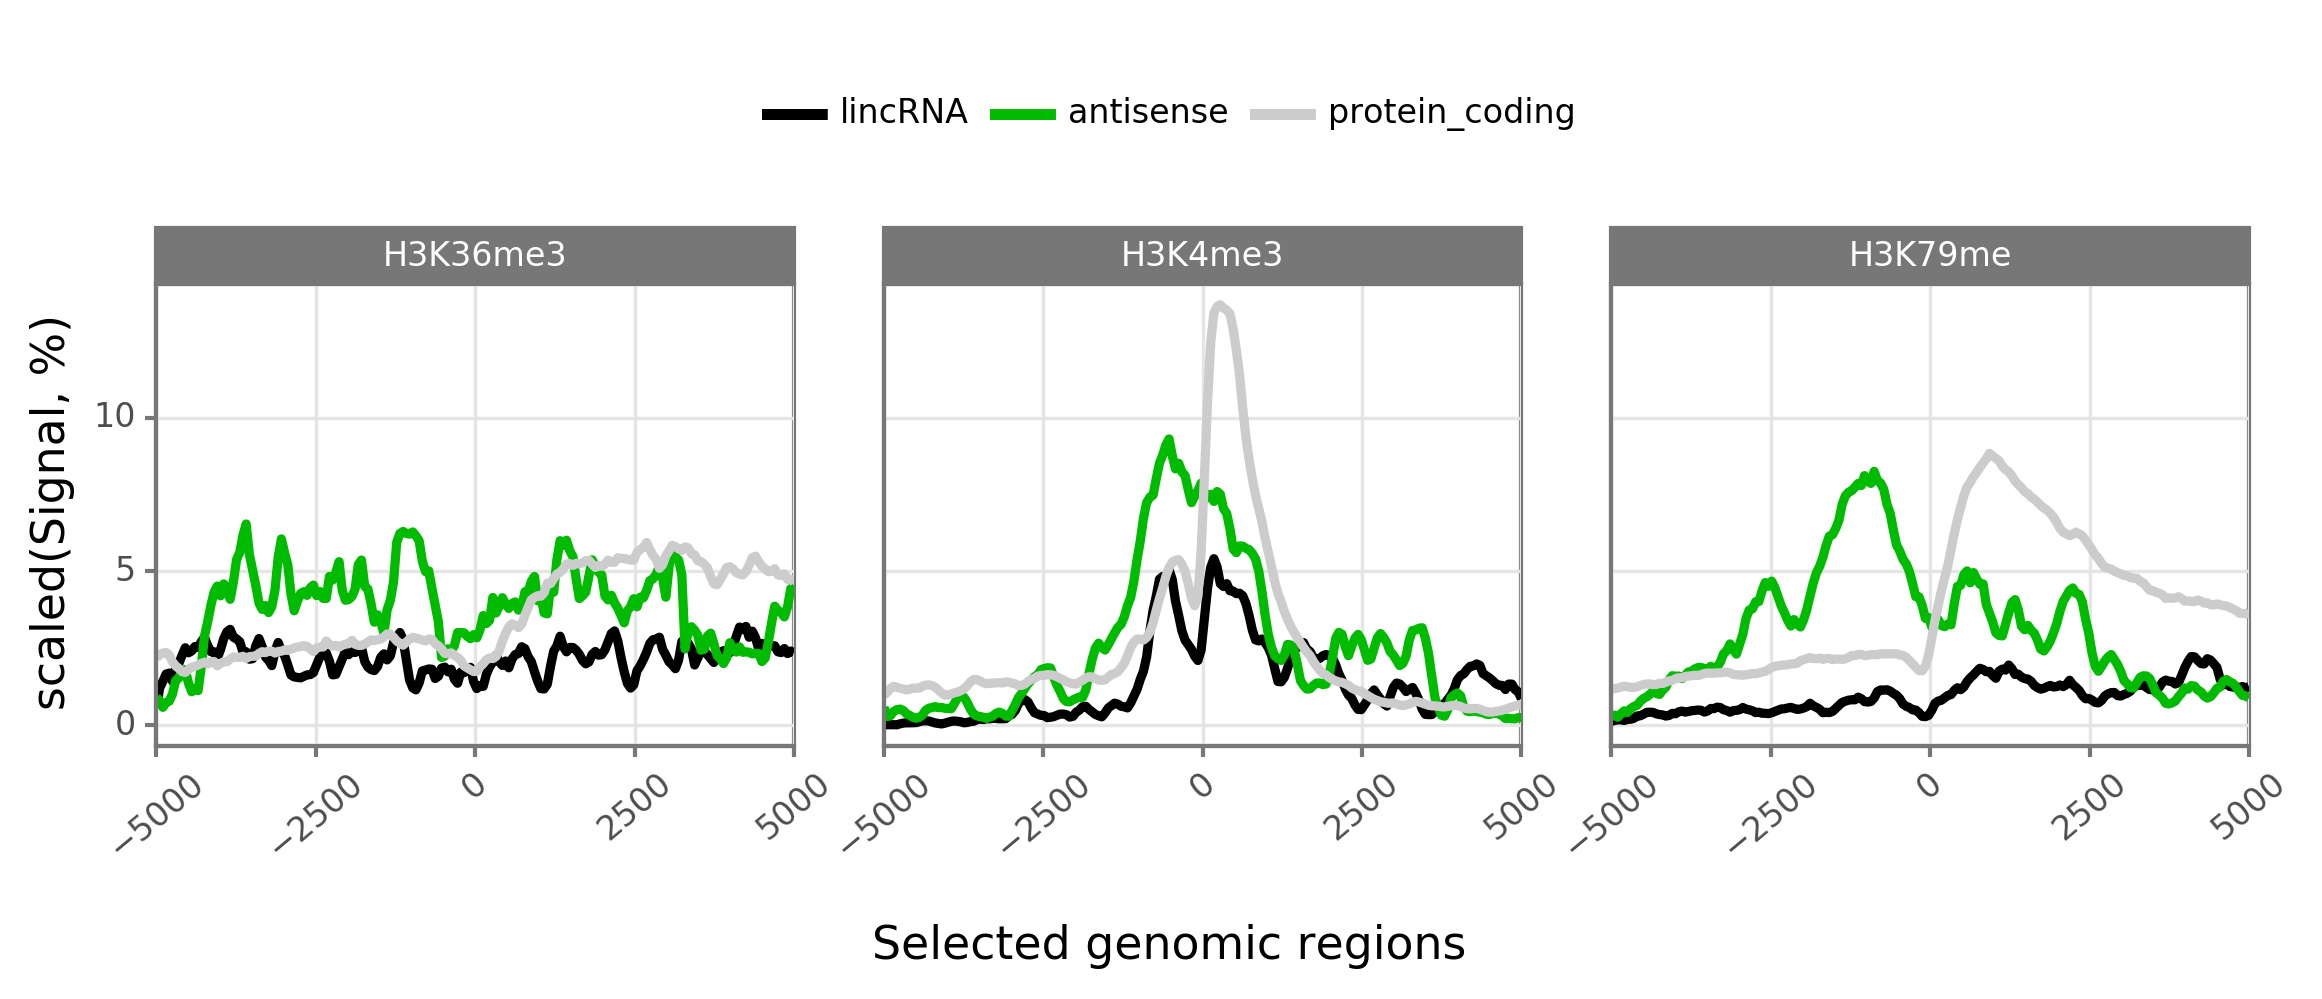 lincRNA antisense protein_coding
H3K36me3 H3K4me3 H3K79me
scaled(Signal, %)
10
5
0
−5000 −2500 0 2500 5000 −5000 −2500 0 2500 5000 −5000 −2500 0 2500 5000
Selected genomic regions